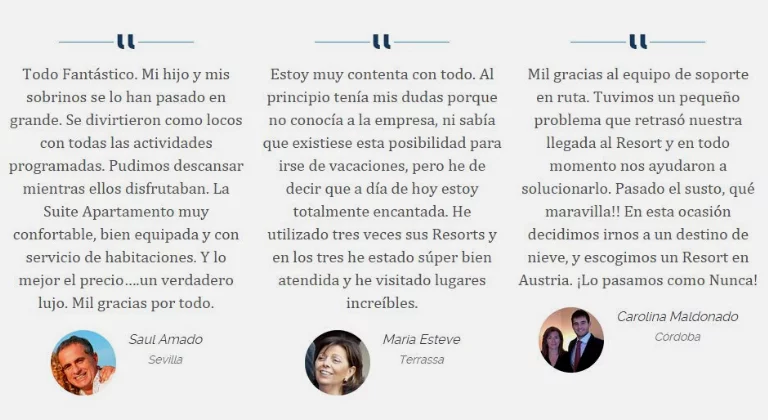 Todo Fantástico. Mi hijo y mis
sobrinos se lo han pasado en
grande. Se divirtieron como locos
con todas las actividades
programadas. Pudimos descansar
mientras ellos disfrutaban. La
Suite Apartamento muy
confortable, bien equipada y con
servicio de habitaciones. Y lo
mejor el precio....un verdadero
lujo. Mil gracias por todo.
Saul Amado
Sevilla
Estoy muy contenta con todo. Al
principio tenía mis dudas porque
no conocía a la empresa, ni sabía
que existiese esta posibilidad para
irse de vacaciones, pero he de
decir que a día de hoy estoy
totalmente encantada. He
utilizado tres veces sus Resorts y
en los tres he estado súper bien
atendida y he visitado lugares
increíbles.
Maria Esteve
Terrassa
Mil gracias al equipo de soporte
en ruta. Tuvimos un pequeño
problema que retrasó nuestra
llegada al Resort y en todo
momento nos ayudaron a
solucionarlo. Pasado el susto, qué
maravilla!! En esta ocasión
decidimos irnos a un destino de
nieve, y escogimos un Resort en
Austria. ¡Lo pasamos como Nunca!
Carolina Maldonado
Córdoba